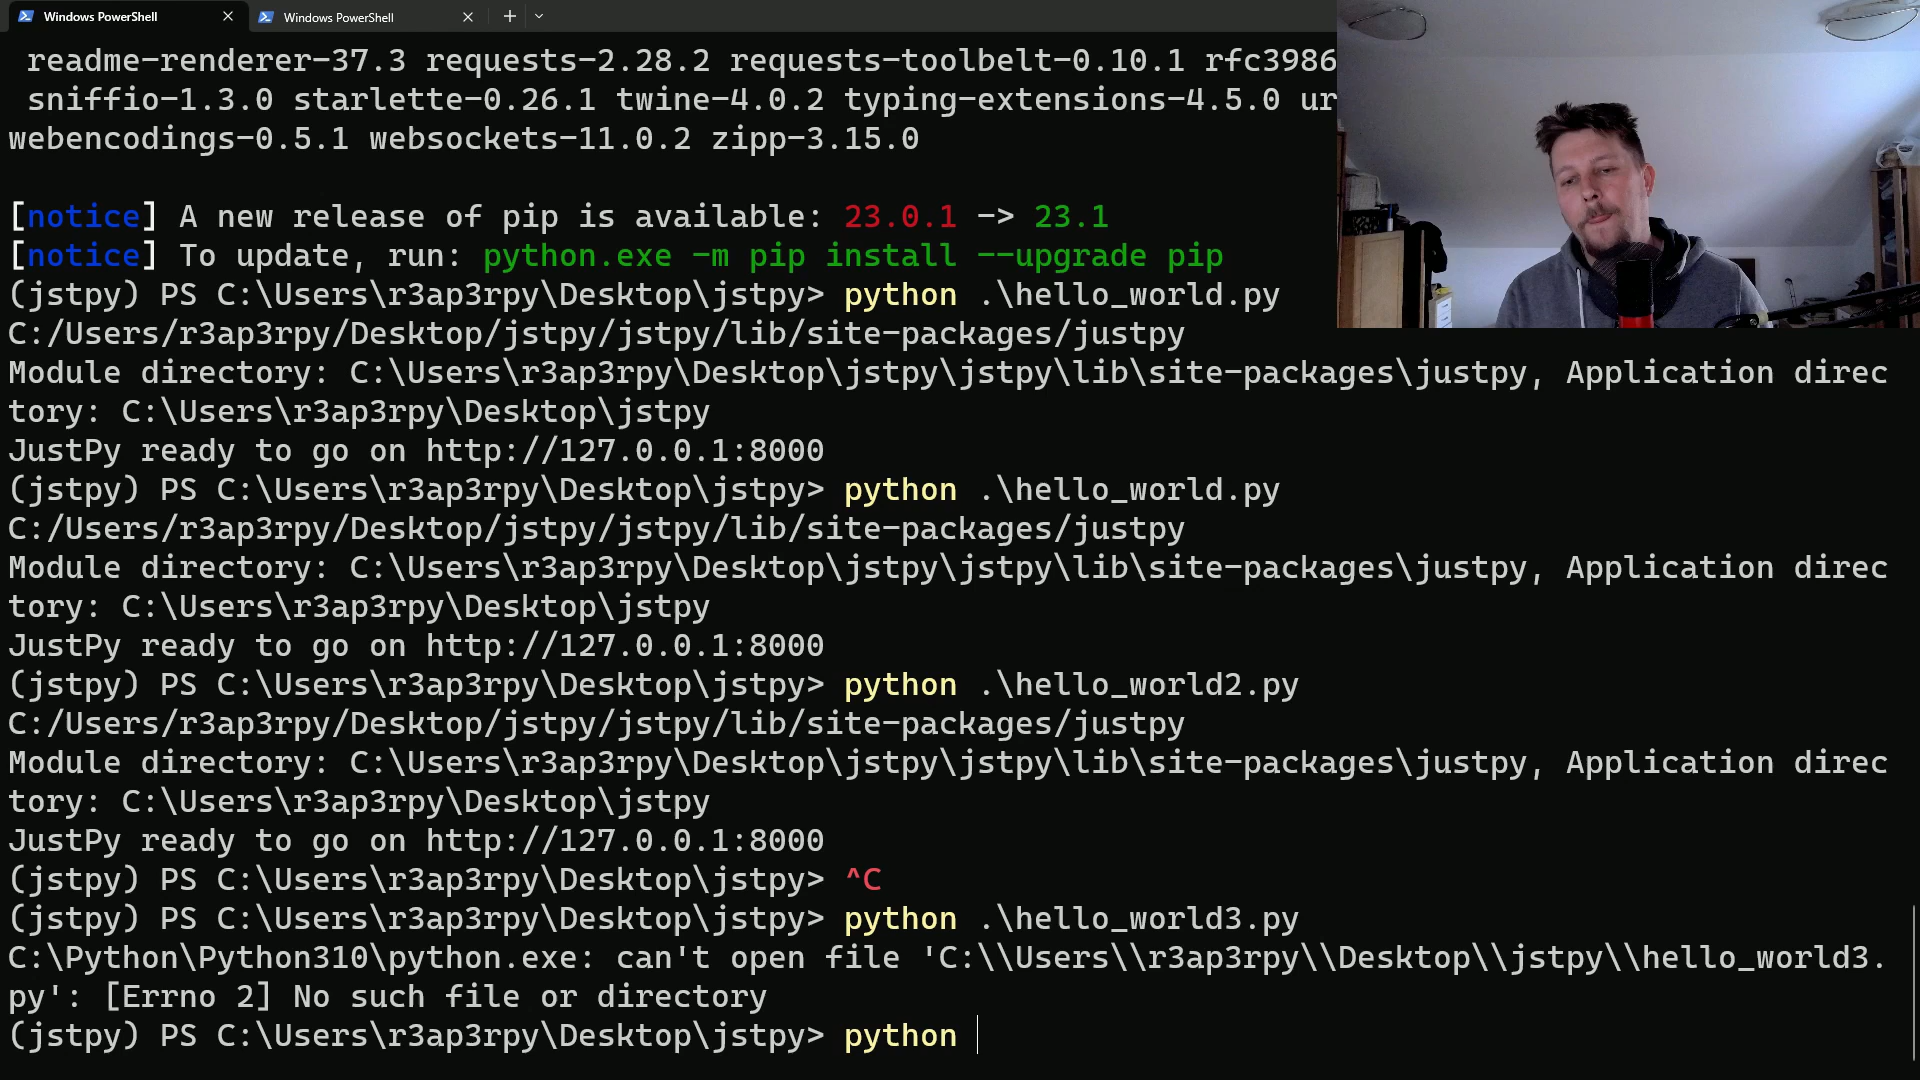 Windows PowerShell
Windows PowerShell
readme-renderer-37.3 requests-2.28.2 requests-toolbelt-0.10.1 rfc3986
sniffio-1.3.0 starlette-0.26.1 twine-4.0.2 typing-extensions-4.5.0 ur
webencodings-0.5.1 websockets-11.0.2 zipp-3.15.0
[notice] A new release of pip is available: 23.0.1 -> 23.1
[notice] To update, run: python.exe -m pip install --upgrade pip
(jstpy) PS C:\Users\r3ap3rpy\Desktop\jstpy> python .\hello_world.py
C:/Users/r3ap3rpy/Desktop/jstpy/jstpy/lib/site-packages/justpy
Module directory: C:\Users\r3ap3rpy\Desktop\jstpy\jstpy\lib\site-packages\justpy, Application direc
tory: C:\Users\r3ap3rpy\Desktop\jstpy
JustPy ready to go on http://127.0.0.1:8000
(jstpy) PS C:\Users\r3ap3rpy\Desktop\jstpy> python .\hello_world.py
C:/Users/r3ap3rpy/Desktop/jstpy/jstpy/lib/site-packages/justpy
Module directory: C:\Users\r3ap3rpy\Desktop\jstpy\jstpy\lib\site-packages\justpy, Application direc
tory: C:\Users\r3ap3rpy\Desktop\jstpy
JustPy ready to go on http://127.0.0.1:8000
(jstpy) PS C:\Users\r3ap3rpy\Desktop\jstpy> python .\hello_world2.py
C:/Users/r3ap3rpy/Desktop/jstpy/jstpy/lib/site-packages/justpy
Module directory: C:\Users\r3ap3rpy\Desktop\jstpy\jstpy\lib\site-packages\justpy, Application direc
tory: C:\Users\r3ap3rpy\Desktop\jstpy
JustPy ready to go on http://127.0.0.1:8000
(jstpy) PS C:\Users\r3ap3rpy\Desktop\jstpy> ^C
(jstpy) PS C:\Users\r3ap3rpy\Desktop\jstpy> python .\hello_world3.py
C:\Python\Python310\python.exe: can't open file 'C:\\Users\\r3ap3rpy\\Desktop\\jstpy\\hello_world3.
py': [Errno 2] No such file or directory
(jstpy) PS C:\Users\r3ap3rpy\Desktop\jstpy> python